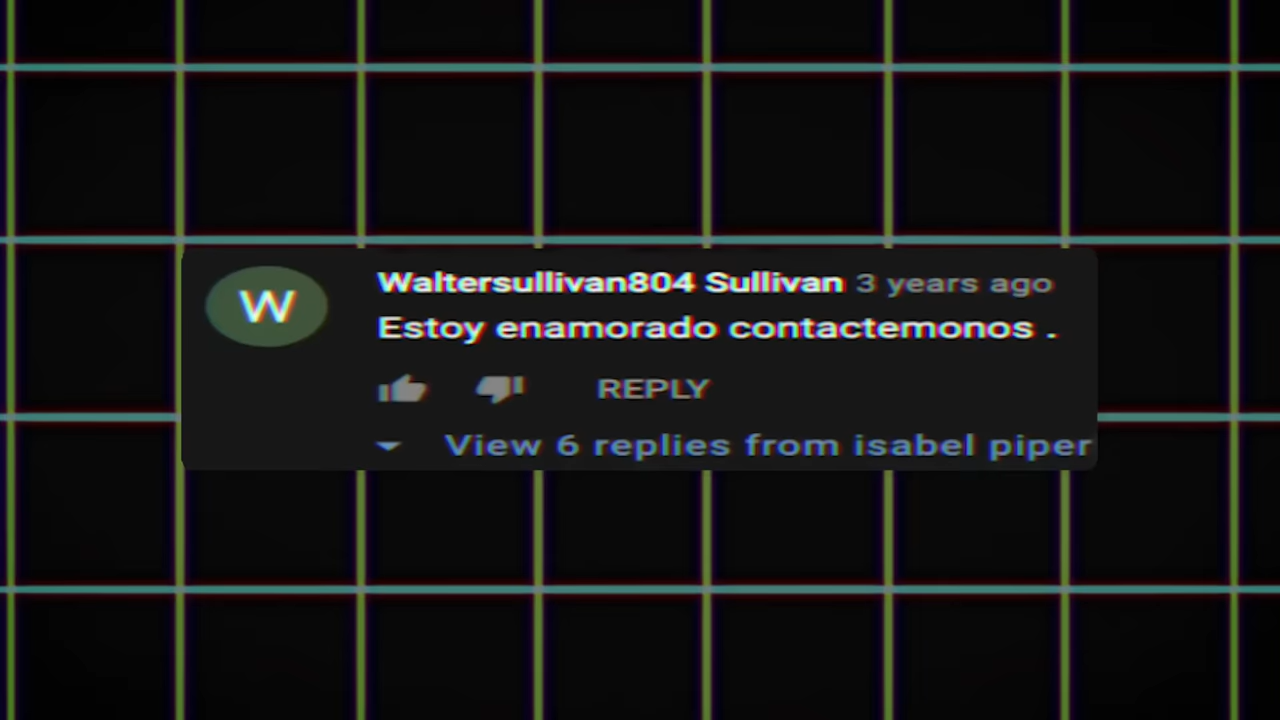 W
Waltersullivan804 Sullivan 3 years ago
Estoy enamorado contactemonos .
REPLY
View 6 replies from isabel piper